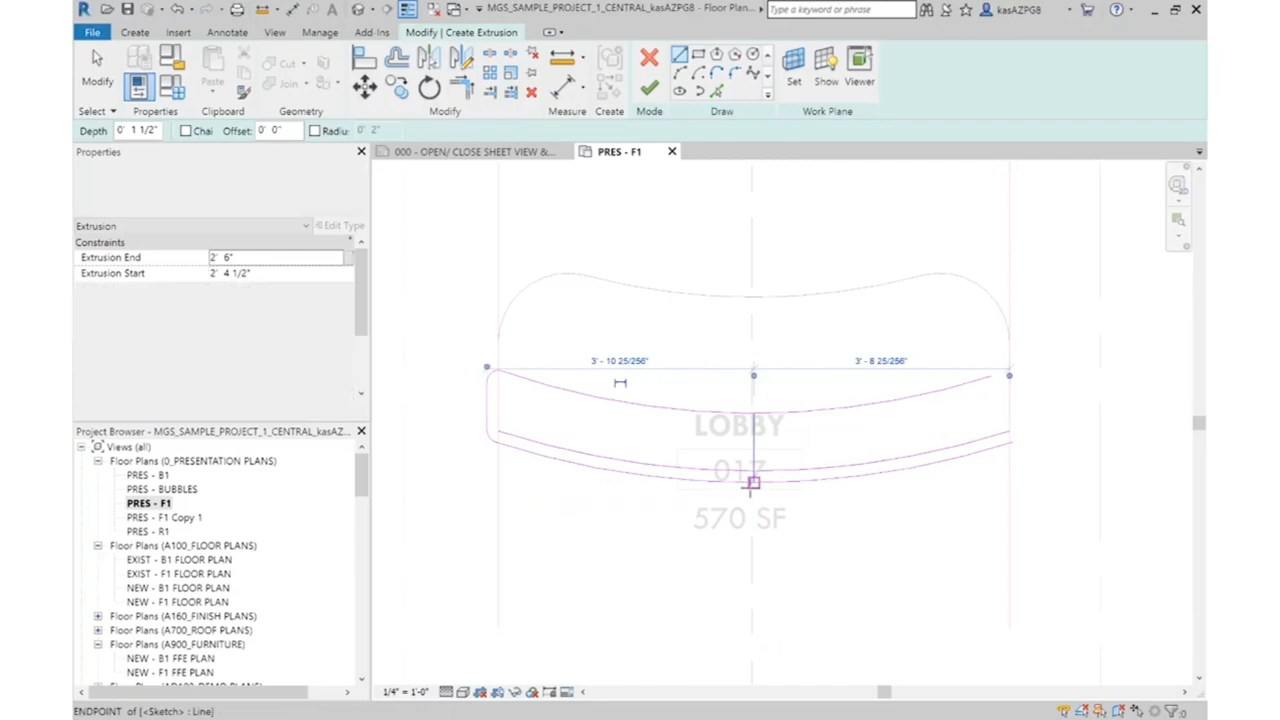 MGS_SAMPLE_PROJECT_1_CENTRAL_kasAZPG8 - Floor Plan...
Type a keyword or phrase
kasAZPG8
File
Create
Insert
Annotate
View
Manage
Add-Ins
Modify | Create Extrusion
Modify
Paste
Cut
Join
Set
Show
Viewer
Select
Properties
Clipboard
Geometry
Modify
Measure
Create
Mode
Draw
Work Plane
Depth 0' 1 1/2"
Chai
Offset: 0' 0"
Radiu
0' 2"
Properties
000 - OPEN/ CLOSE SHEET VIEW &...
PRES - F1
Extrusion
Edit Type
Constraints
Extrusion End 2' 6"
Extrusion Start 2' 4 1/2"
3' - 10 25/256"
3' - 8 25/256"
LOBBY
017
570 SF
Project Browser - MGS_SAMPLE_PROJECT_1_CENTRAL_kasAZ...
Views (all)
Floor Plans (0_PRESENTATION PLANS)
PRES - B1
PRES - BUBBLES
PRES - F1
PRES - F1 Copy 1
PRES - R1
Floor Plans (A100_FLOOR PLANS)
EXIST - B1 FLOOR PLAN
EXIST - F1 FLOOR PLAN
NEW - B1 FLOOR PLAN
NEW - F1 FLOOR PLAN
Floor Plans (A160_FINISH PLANS)
Floor Plans (A700_ROOF PLANS)
Floor Plans (A900_FURNITURE)
NEW - B1 FFE PLAN
NEW - F1 FFE PLAN
1/4" = 1'-0"
ENDPOINT of [<Sketch> : Line]
:0